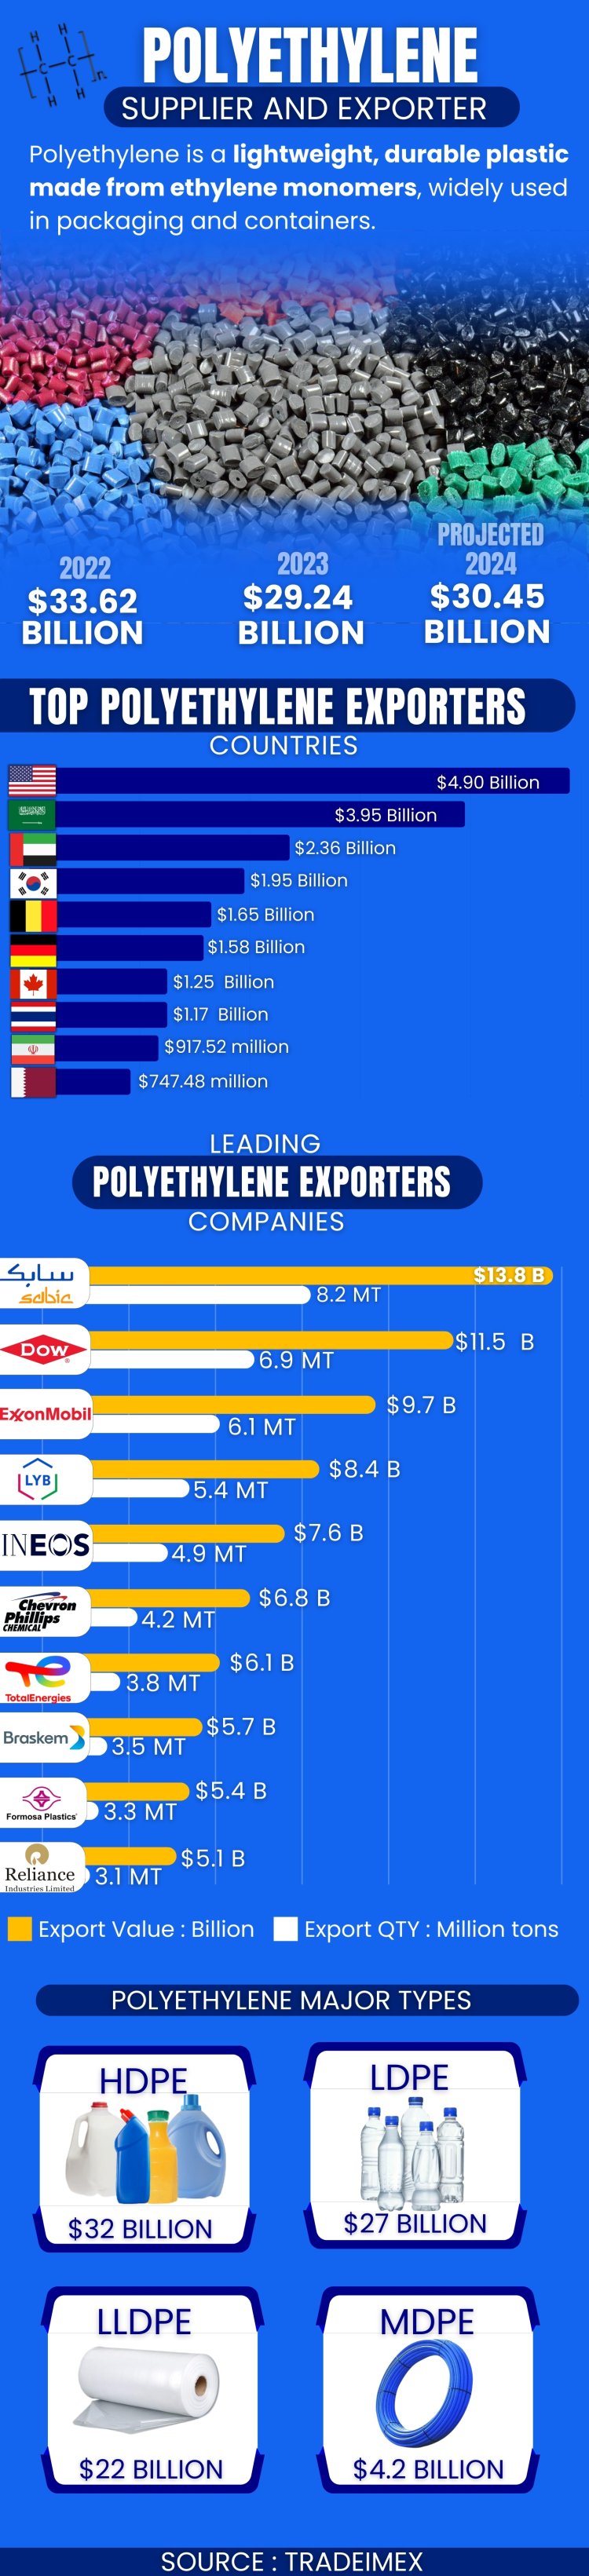 H H
C C
n
H H
POLYETHYLENE
SUPPLIER AND EXPORTER
Polyethylene is a lightweight, durable plastic
made from ethylene monomers, widely used
in packaging and containers.
2022
$33.62
BILLION
2023
$29.24
BILLION
PROJECTED
2024
$30.45
BILLION
TOP POLYETHYLENE EXPORTERS
COUNTRIES
$4.90 Billion
$3.95 Billion
$2.36 Billion
$1.95 Billion
$1.65 Billion
$1.58 Billion
$1.25 Billion
$1.17 Billion
$917.52 million
$747.48 million
LEADING
POLYETHYLENE EXPORTERS
COMPANIES
سابك
sabic
$13.8 B
8.2 MT
DOW
$11.5 B
6.9 MT
ExxonMobil
$9.7 B
6.1 MT
LYB
$8.4 B
5.4 MT
INEOS
$7.6 B
4.9 MT
Chevron
Phillips
CHEMICAL
$6.8 B
4.2 MT
TotalEnergies
$6.1 B
3.8 MT
Braskem
$5.7 B
3.5 MT
Formosa Plastics
$5.4 B
3.3 MT
Reliance
Industries Limited
$5.1 B
3.1 MT
Export Value : Billion
Export QTY : Million tons
POLYETHYLENE MAJOR TYPES
HDPE
$32 BILLION
LDPE
$27 BILLION
LLDPE
$22 BILLION
MDPE
$4.2 BILLION
SOURCE : TRADEIMEX